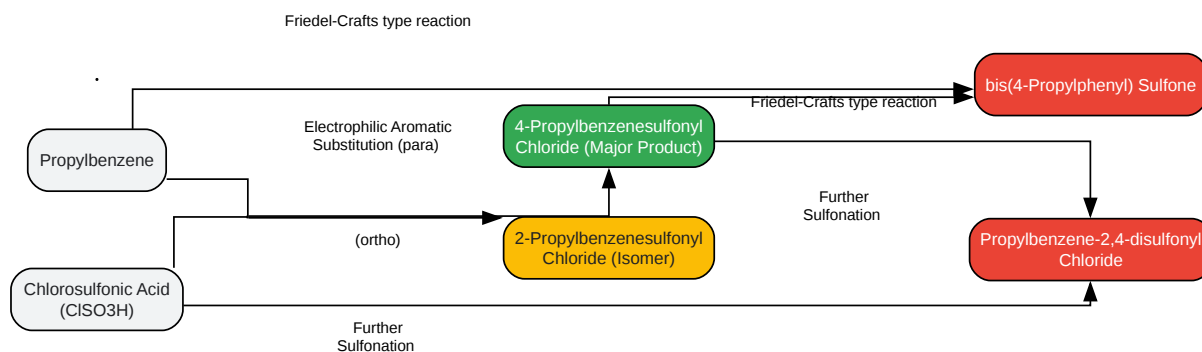 Friedel-Crafts type reaction
bis(4-Propylphenyl) Sulfone
Friedel-Crafts type reaction
Electrophilic Aromatic
Substitution (para)
4-Propylbenzenesulfonyl
Chloride (Major Product)
Propylbenzene
Further
Sulfonation
(ortho)
2-Propylbenzenesulfonyl
Chloride (Isomer)
Propylbenzene-2,4-disulfonyl
Chloride
Chlorosulfonic Acid
(ClSO3H)
Further
Sulfonation